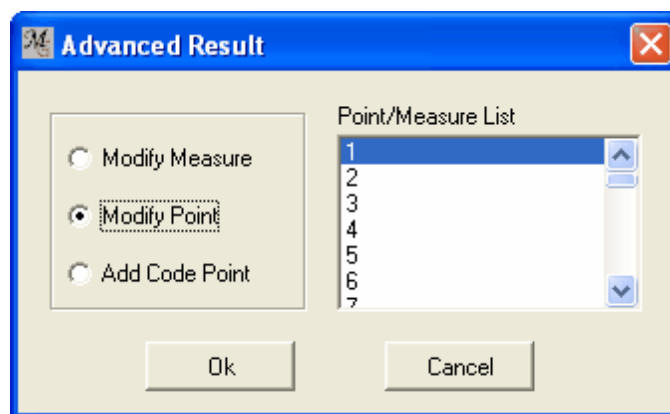 Advanced Result
Modify Measure
Modify Point
Add Code Point
Point/Measure List
1
2
3
4
5
6
7
Ok
Cancel